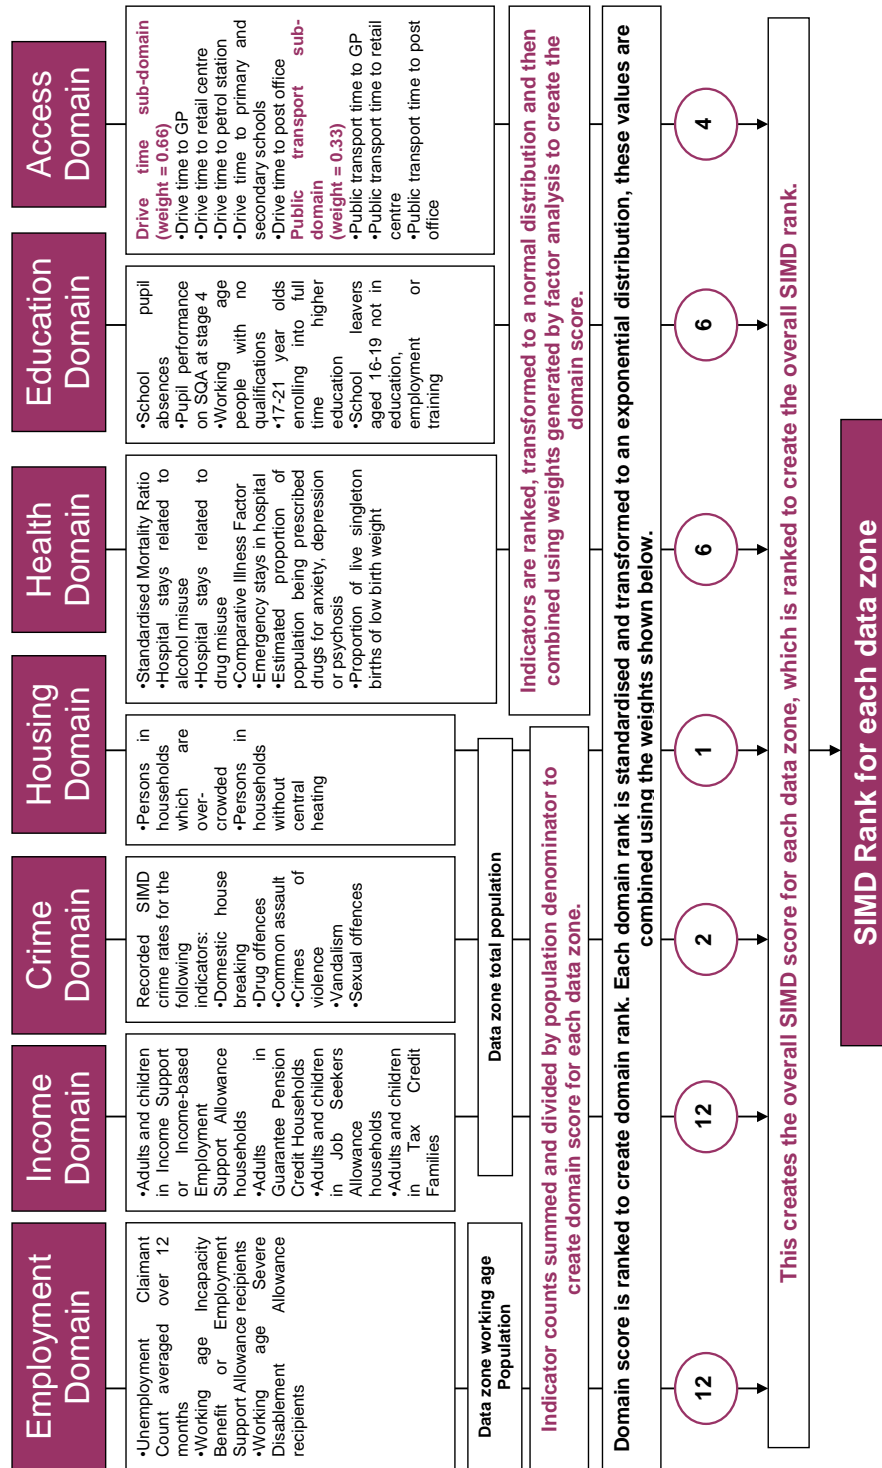 Employment
Domain
Income
Domain
Crime
Domain
Housing
Domain
Health
Domain
Education
Domain
Access
Domain
•Unemployment Claimant
Count averaged over 12
months
•Working age Incapacity
Benefit or Employment
Support Allowance recipients
•Working age Severe
Disablement Allowance
recipients
•Adults and children
in Income Support
or Income-based
Employment
Support Allowance
households
•Adults in
Guarantee Pension
Credit Households
•Adults and children
in Job Seekers
Allowance
households
•Adults and children
in Tax Credit
Families
Recorded SIMD
crime rates for the
following
indicators:
•Domestic house
breaking
•Drug offences
•Common assault
•Crimes of
violence
•Vandalism
•Sexual offences
•Persons in
households
which are
over-
crowded
•Persons in
households
without
central
heating
•Standardised Mortality Ratio
•Hospital stays related to
alcohol misuse
•Hospital stays related to
drug misuse
•Comparative Illness Factor
•Emergency stays in hospital
•Estimated proportion of
population being prescribed
drugs for anxiety, depression
or psychosis
•Proportion of live singleton
births of low birth weight
•School pupil
absences
•Pupil performance
on SQA at stage 4
•Working age
people with no
qualifications
•17-21 year olds
enrolling into full
time higher
education
•School leavers
aged 16-19 not in
education,
employment or
training
Drive time sub-domain
(weight = 0.66)
•Drive time to GP
•Drive time to retail centre
•Drive time to petrol station
•Drive time to primary and
secondary schools
•Drive time to post office
Public transport sub-
domain
(weight = 0.33)
•Public transport time to GP
•Public transport time to retail
centre
•Public transport time to post
office
Data zone working age
Population
Data zone total population
Indicator counts summed and divided by population denominator to
create domain score for each data zone.
Indicators are ranked, transformed to a normal distribution and then
combined using weights generated by factor analysis to create the
domain score.
Domain score is ranked to create domain rank. Each domain rank is standardised and transformed to an exponential distribution, these values are
combined using the weights shown below.
12
12
2
1
6
6
4
This creates the overall SIMD score for each data zone, which is ranked to create the overall SIMD rank.
SIMD Rank for each data zone